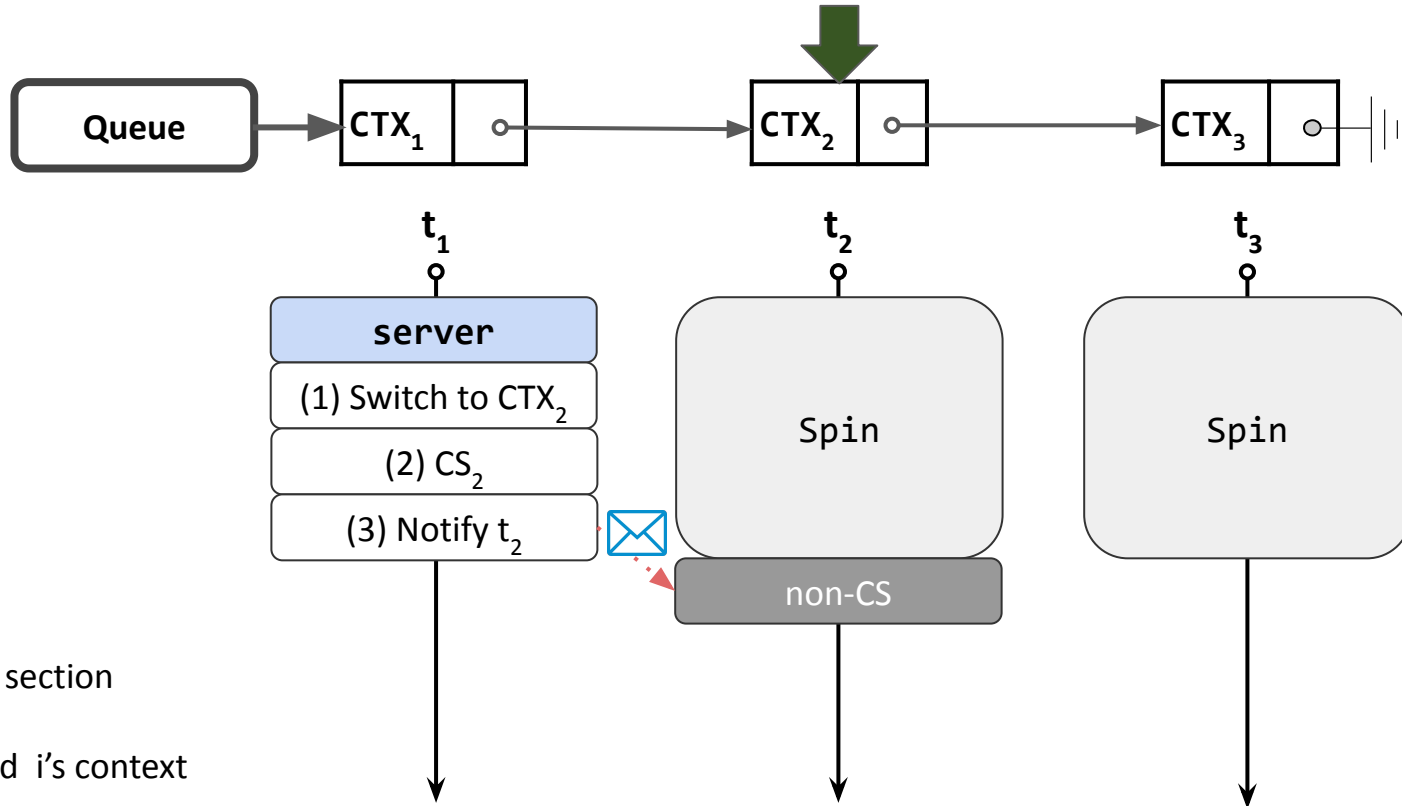 Queue
CTX₁
CTX₂
CTX₃
t₁
t₂
t₃
server
(1) Switch to CTX₂
(2) CS₂
(3) Notify t₂
Spin
Spin
non-CS
section
i's context